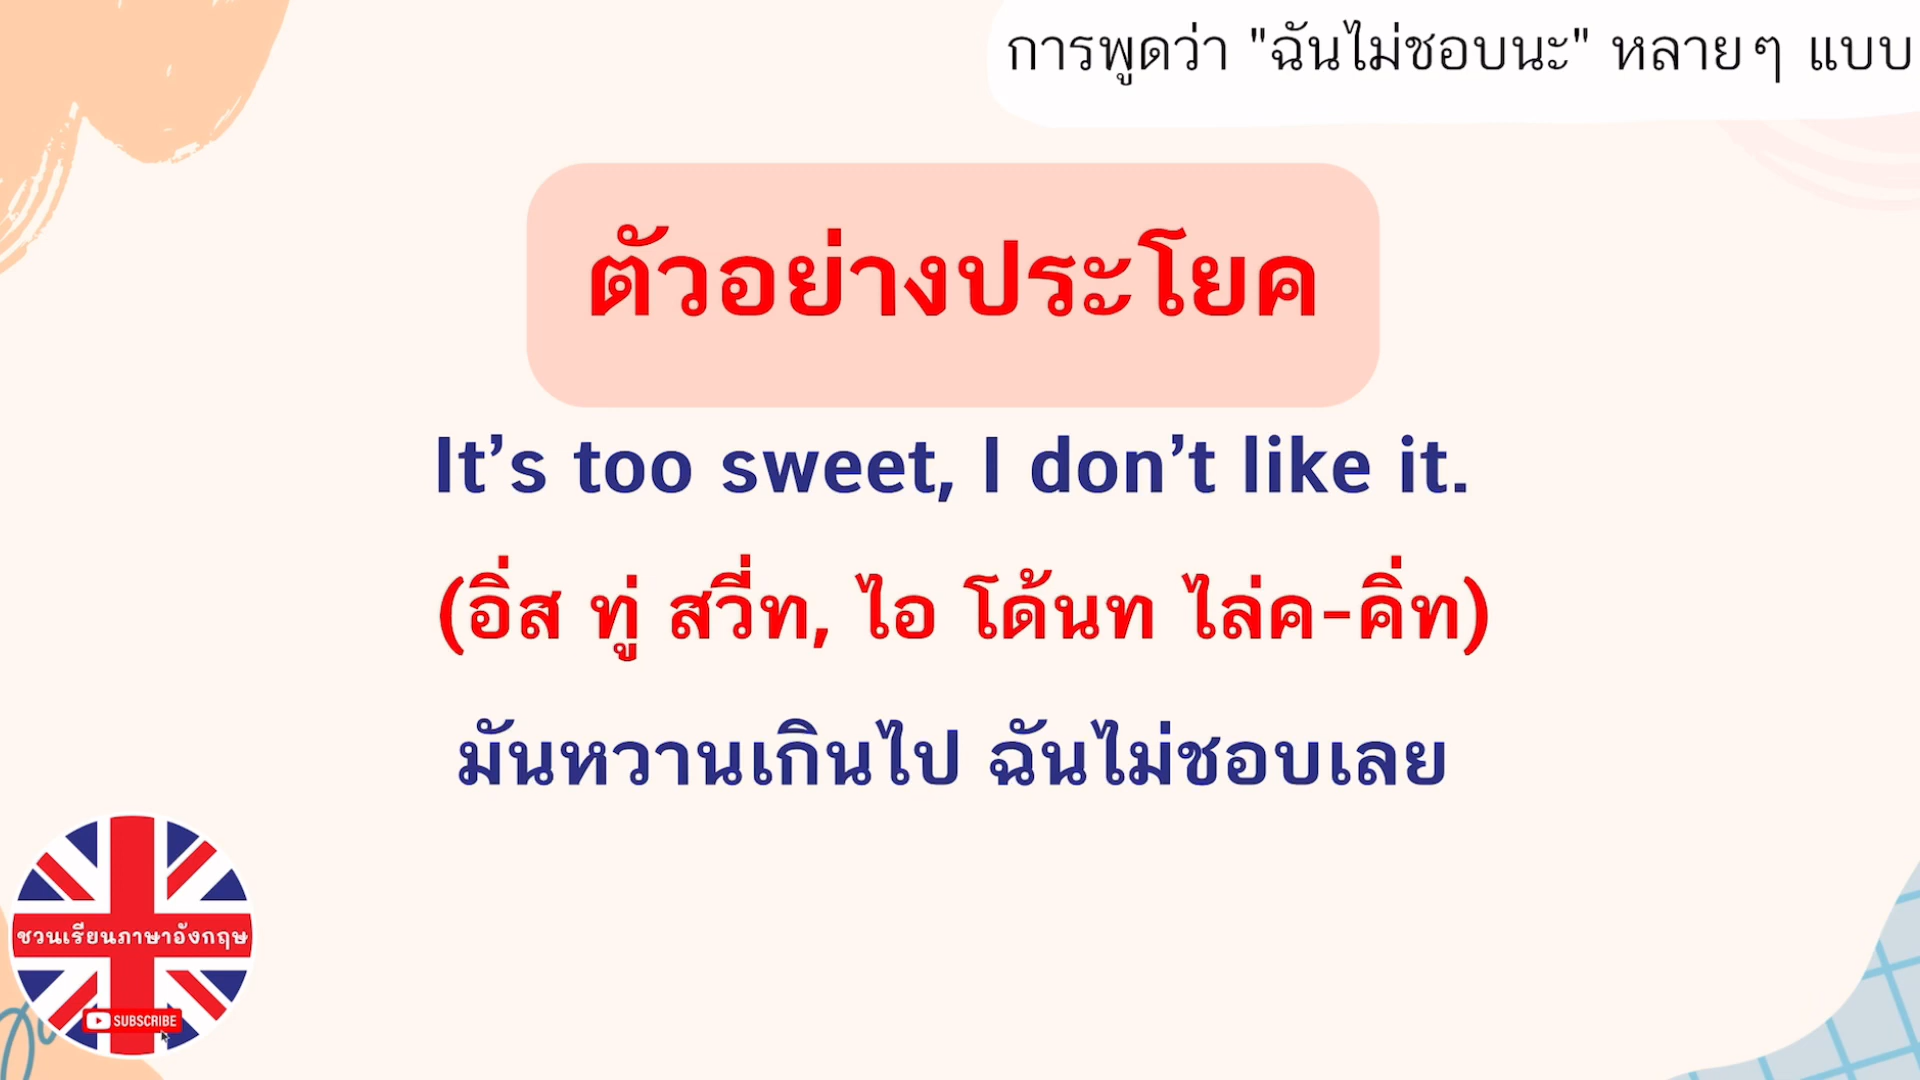 การพูดว่า "ฉันไม่ชอบนะ" หลายๆ แบบ
ตัวอย่างประโยค
It’s too sweet, I don’t like it.
(อิ่ส ทู่ สวี่ท, ไอ โด้นท ไล่ค-คิ่ท)
มันหวานเกินไป ฉันไม่ชอบเลย
ชวนเรียนภาษาอังกฤษ
SUBSCRIBE